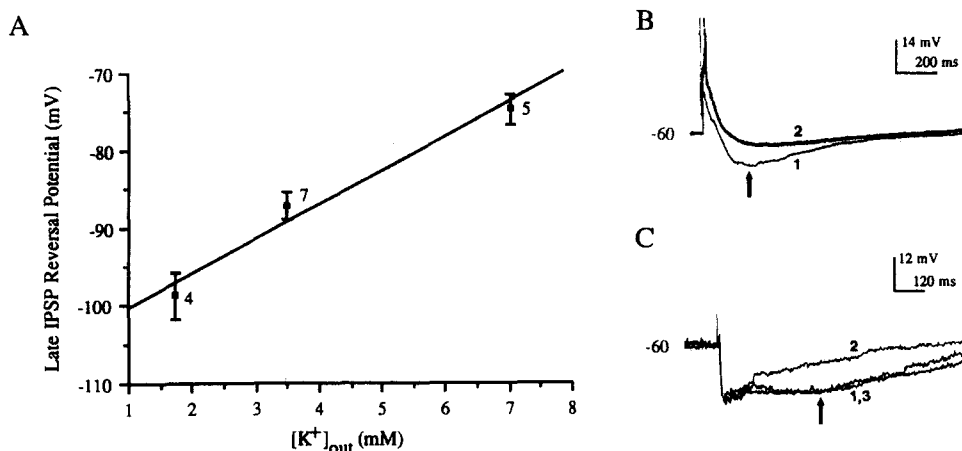 A
Late IPSP Reversal Potential (mV)
-70
-80
-90
-100
-110
5
7
4
1 2 3 4 5 6 7 8
[K+]out (mM)
B
14 mV
200 ms
-60
2
1
C
12 mV
120 ms
-60
2
1,3